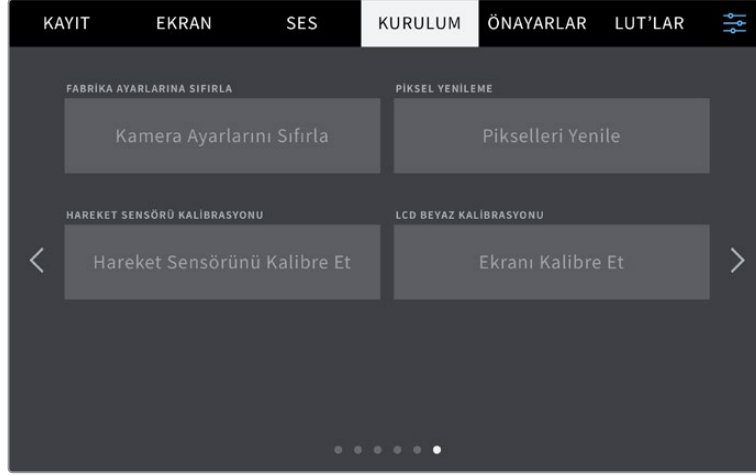 KAYIT EKRAN SES KURULUM ÖNAYARLAR LUT’LAR
FABRİKA AYARLARINA SIFIRLA PİKSEL YENİLEME
Kamera Ayarlarını Sıfırla Pikselleri Yenile
HAREKET SENSÖRÜ KALİBRASYONU LCD BEYAZ KALİBRASYONU
Hareket Sensörünü Kalibre Et Ekranı Kalibre Et